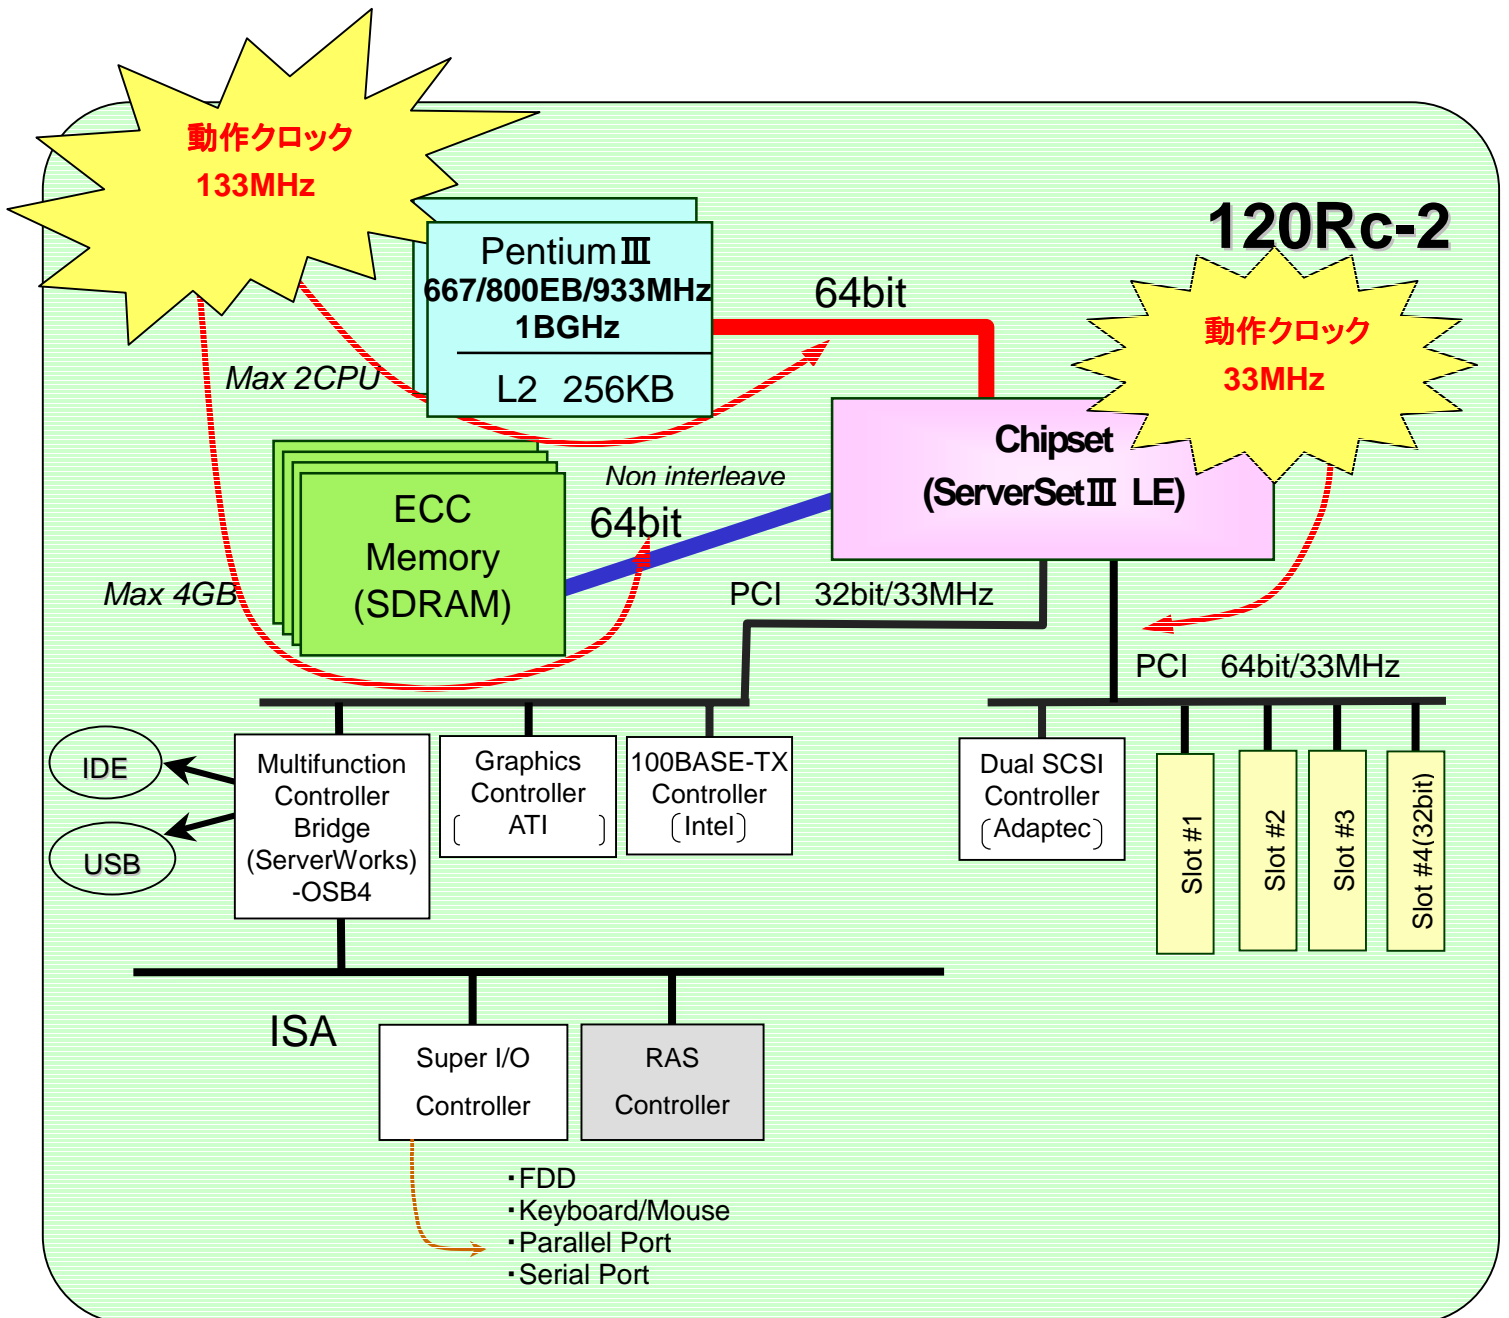 動作クロック
133MHz
120Rc-2
PentiumⅢ
667/800EB/933MHz
1BGHz
L2 256KB
Max 2CPU
64bit
動作クロック
33MHz
Chipset
(ServerSetⅢ LE)
Non interleave
64bit
ECC
Memory
(SDRAM)
Max 4GB
PCI 32bit/33MHz
PCI 64bit/33MHz
IDE
USB
Multifunction
Controller
Bridge
(ServerWorks)
-OSB4
Graphics
Controller
〔 ATI 〕
100BASE-TX
Controller
〔Intel〕
Dual SCSI
Controller
〔Adaptec〕
Slot #1
Slot #2
Slot #3
Slot #4(32bit)
ISA
Super I/O
Controller
RAS
Controller
・FDD
・Keyboard/Mouse
・Parallel Port
・Serial Port